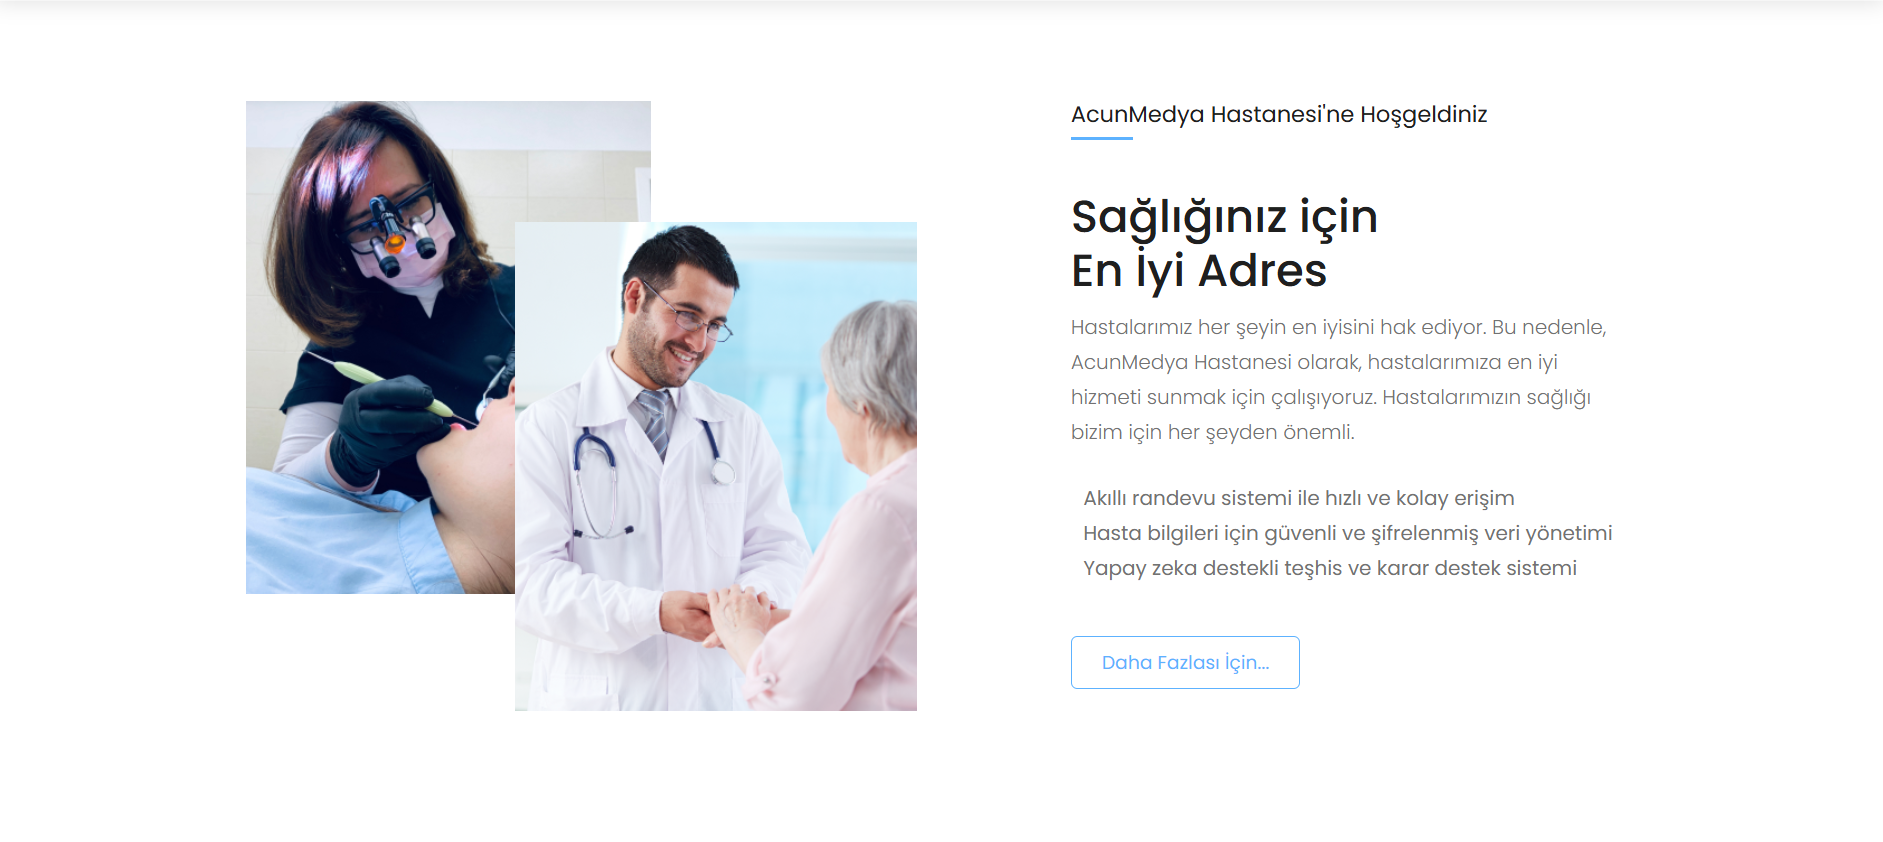 AcunMedya Hastanesi'ne Hoşgeldiniz
Sağlığınız için
En İyi Adres
Hastalarımız her şeyin en iyisini hak ediyor. Bu nedenle,
AcunMedya Hastanesi olarak, hastalarımıza en iyi
hizmeti sunmak için çalışıyoruz. Hastalarımızın sağlığı
bizim için her şeyden önemli.
Akıllı randevu sistemi ile hızlı ve kolay erişim
Hasta bilgileri için güvenli ve şifrelenmiş veri yönetimi
Yapay zeka destekli teşhis ve karar destek sistemi
Daha Fazlası İçin...